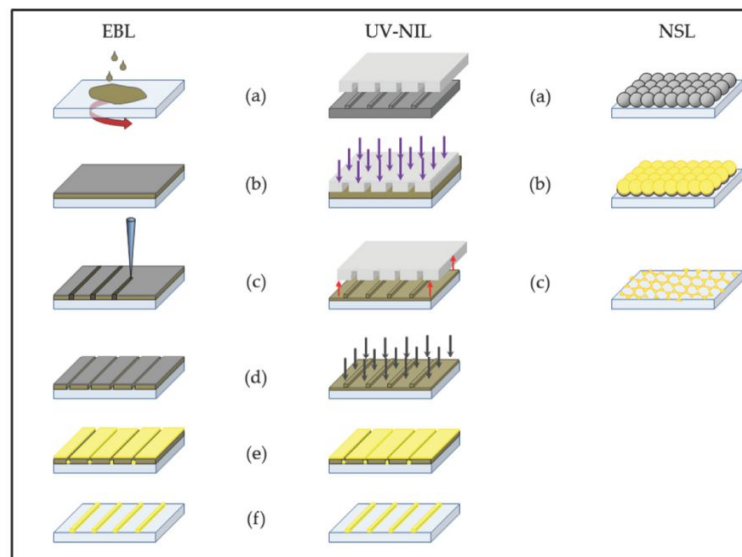 EBL UV-NIL NSL
(a) (a)
(b) (b)
(c) (c)
(d)
(e)
(f)